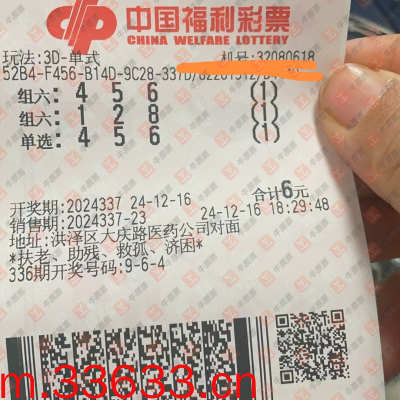 中国福利彩票
CHINA WELFARE LOTTERY
玩法:3D-单式 机号:32080618
52B4-F456-B14D-9C28-337D/
组六: 4 5 6 (1)
组六: 1 2 8 (1)
单选: 4 5 6 (1)
合计6元
开奖期:2024337 24-12-16
销售期:2024337-23 24-12-16 18:29:48
地址:洪泽区大庆路医药公司对面
*扶老、助残、救孤、济困*
336期开奖号码:9-6-4
m.33633.cn